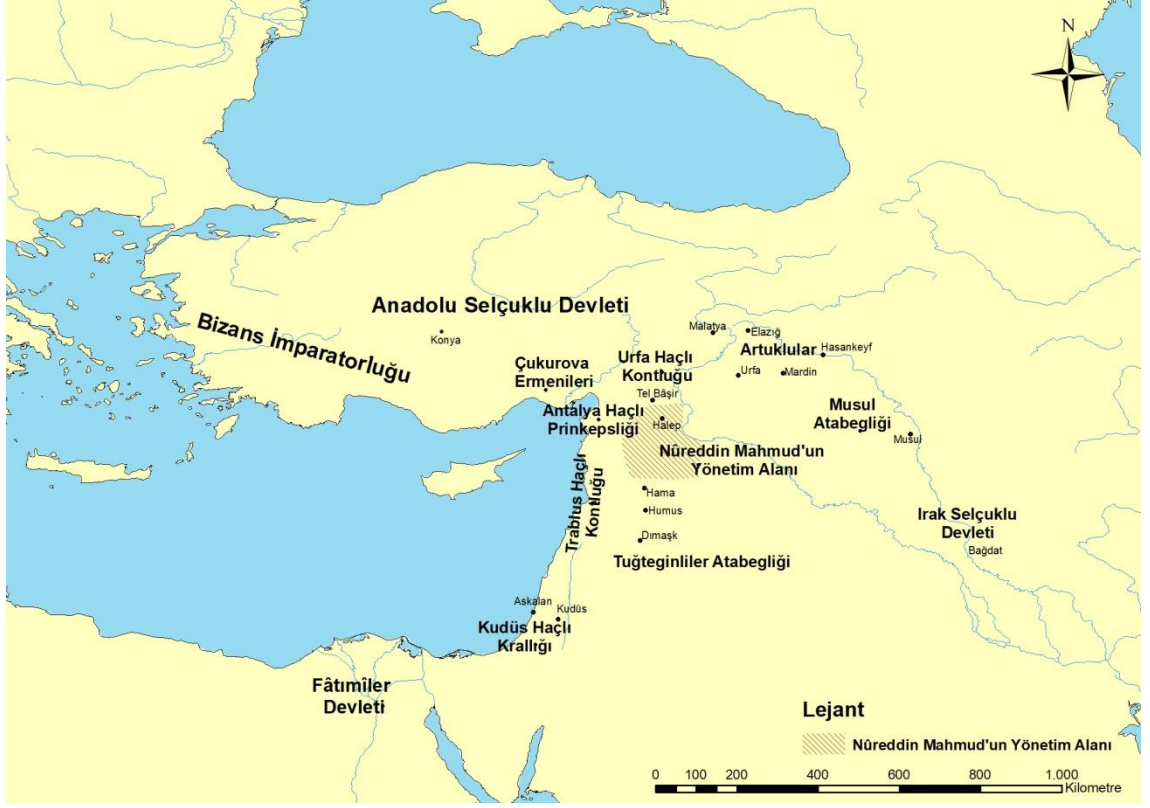 N
Anadolu Selçuklu Devleti
Bizans İmparatorluğu
Konya
Malatya
Elazığ
Artuklular
Hasankeyf
Çukurova
Ermenileri
Urfa Haçlı
Kontluğu
Urfa
Mardin
Tel Bâşir
Antalya Haçlı
Prinkepsliği
Halep
Musul
Atabegliği
Musul
Nûreddin Mahmud'un
Yönetim Alanı
Trablus Haçlı
Kontluğu
Hama
Humus
Dımaşk
Tuğteginliler Atabegliği
Irak Selçuklu
Devleti
Bağdat
Askalan
Kudüs
Kudüs Haçlı
Krallığı
Fâtımîler
Devleti
Lejant
Nûreddin Mahmud'un Yönetim Alanı
0 100 200 400 600 800 1.000
Kilometre